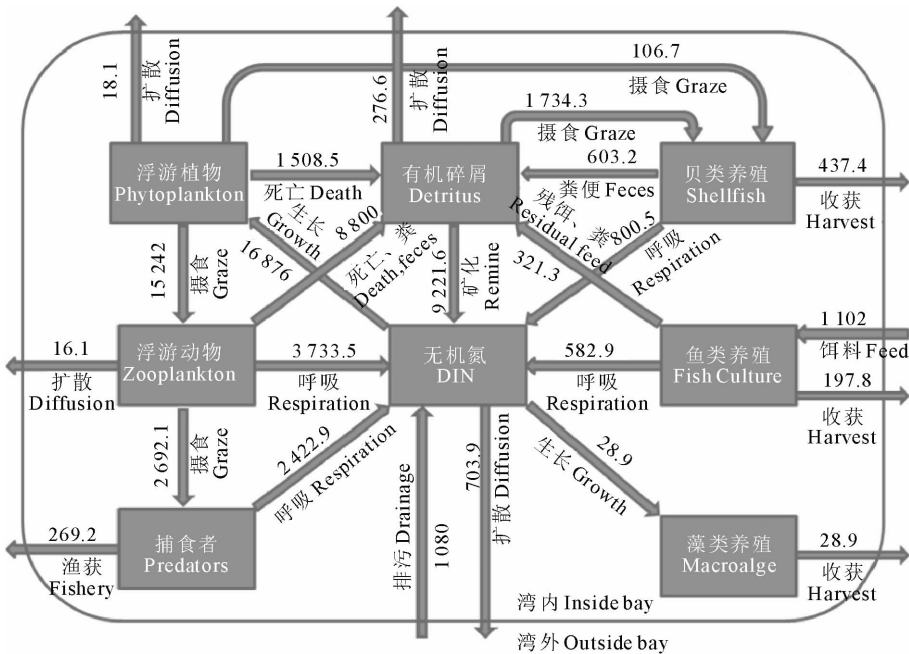 18.1
扩散
Diffusion
276.6
扩散
Diffusion
106.7
摄食 Graze
1 734.3
摄食 Graze
浮游植物
Phytoplankton
1 508.5
死亡 Death
有机碎屑
Detritus
603.2
粪便 Feces
贝类养殖
Shellfish
437.4
收获
Harvest
15 242
摄食
Graze
生长
Growth
16 876
8 800
死亡、粪
Death,feces
9 221.6
矿化
Remine
残饵、粪
Residual feed
321.3
800.5
呼吸
Respiration
浮游动物
Zooplankton
16.1
扩散
Diffusion
3 733.5
呼吸
Respiration
无机氮
DIN
582.9
呼吸
Respiration
鱼类养殖
Fish Culture
1 102
饵料 Feed
197.8
收获
Harvest
2 692.1
摄食
Graze
2 422.9
呼吸 Respiration
排污 Drainage
1080
703.9
扩散 Diffusion
28.9
生长 Growth
269.2
渔获
Fishery
捕食者
Predators
藻类养殖
Macroalge
28.9
收获
Harvest
湾内 Inside bay
湾外 Outside bay